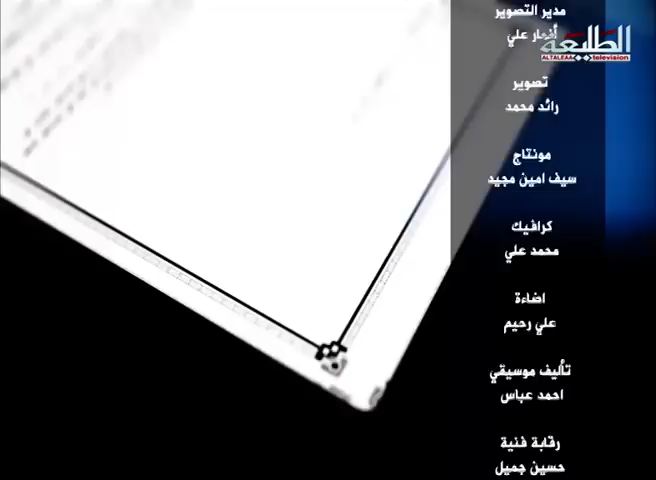 مدير التصوير
علي
الطليعة
ALTALEAA television
تصوير
رائد محمد
مونتاج
سيف امين مجيد
كرافيك
محمد علي
اضاءة
علي رحيم
تأليف موسيقي
احمد عباس
رقابة فنية
حسين جميل